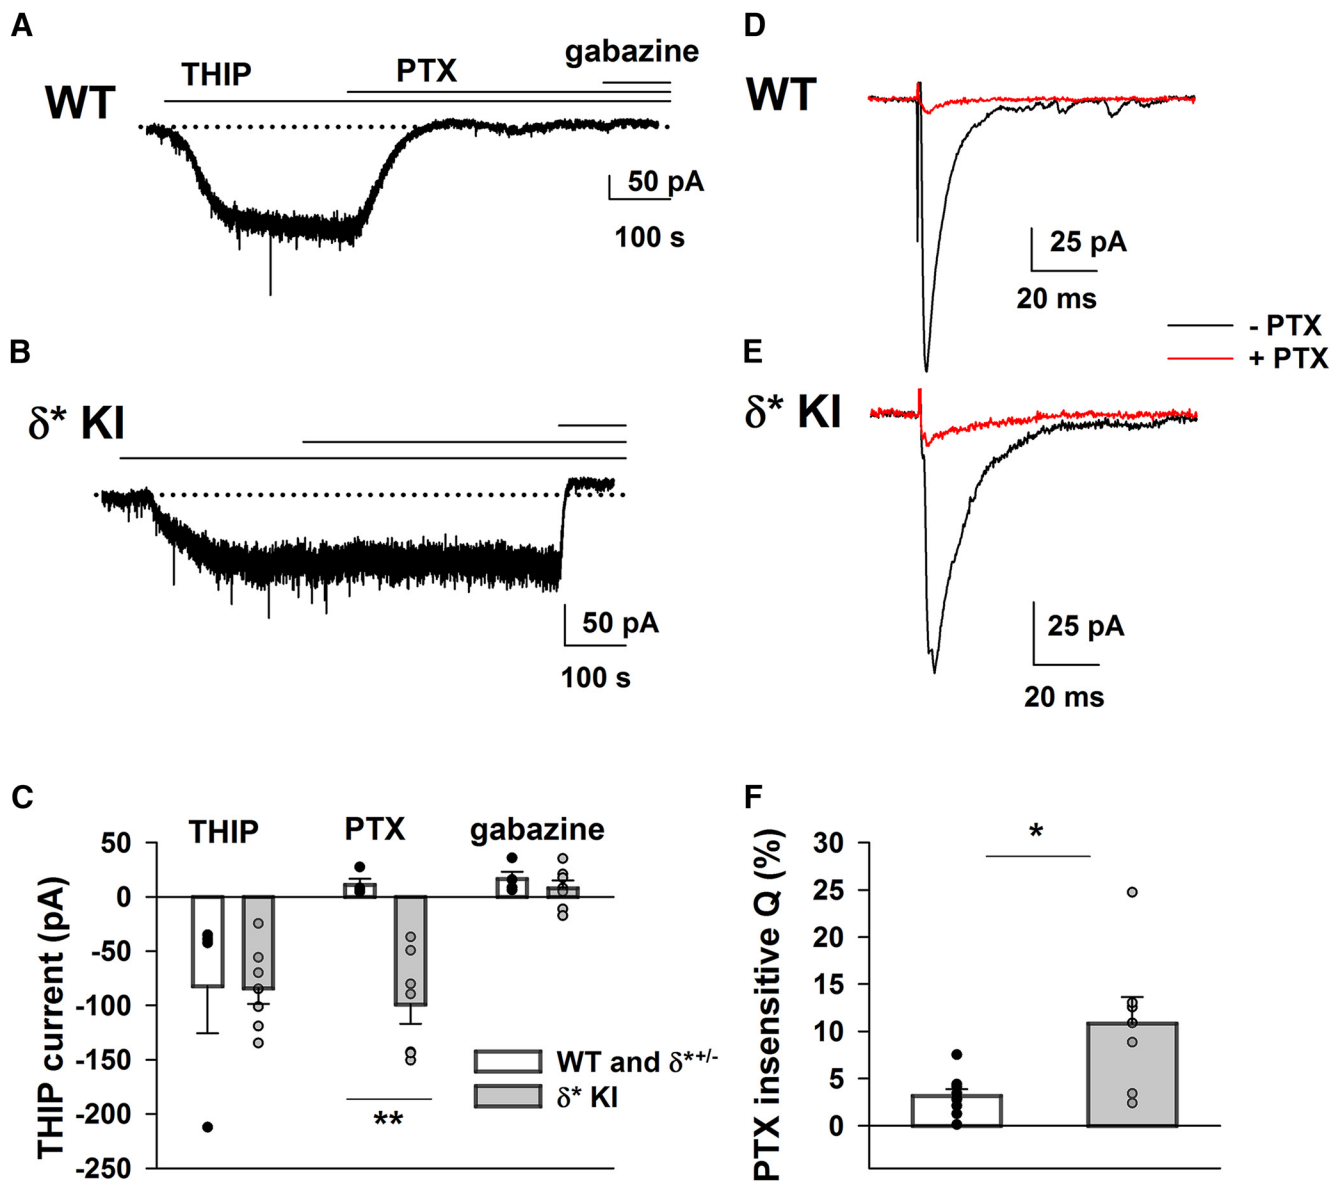 A
THIP
PTX
gabazine
WT
50 pA
100 s
B
δ* KI
50 pA
100 s
C
THIP
PTX
gabazine
THIP current (pA)
50
0
-50
-100
-150
-200
-250
**
WT and δ*+/-
δ* KI
D
WT
25 pA
20 ms
- PTX
+ PTX
E
δ* KI
25 pA
20 ms
F
PTX insensitive Q (%)
30
25
20
15
10
5
0
*